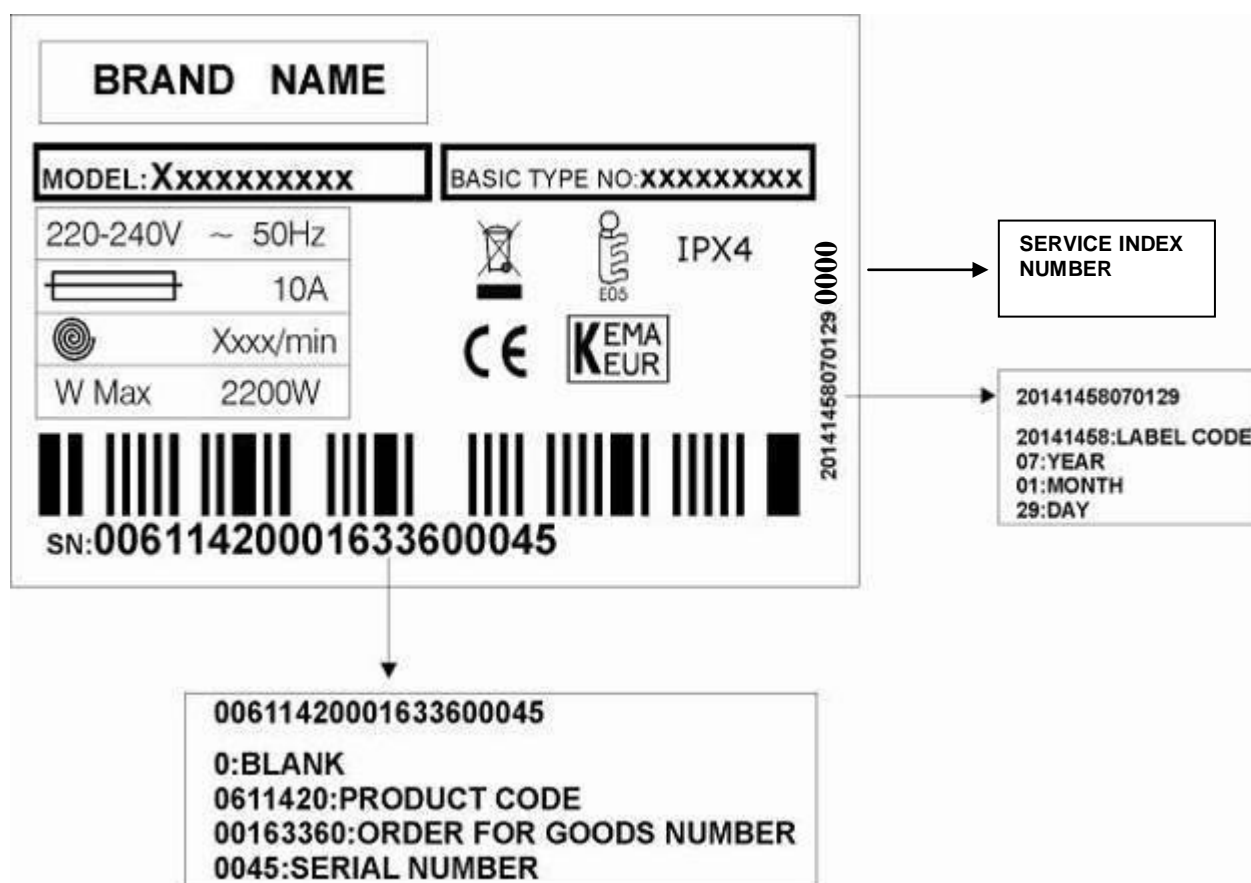 BRAND NAME
MODEL:Xxxxxxxxxx
BASIC TYPE NO:xxxxxxxxx
220-240V ~ 50Hz
10A
Xxxx/min
W Max 2200W
E05
IPX4
CE
KEMA
EUR
20141458070129 0000
SN:00611420001633600045
SERVICE INDEX
NUMBER
20141458070129
20141458:LABEL CODE
07:YEAR
01:MONTH
29:DAY
00611420001633600045
0:BLANK
0611420:PRODUCT CODE
00163360:ORDER FOR GOODS NUMBER
0045:SERIAL NUMBER